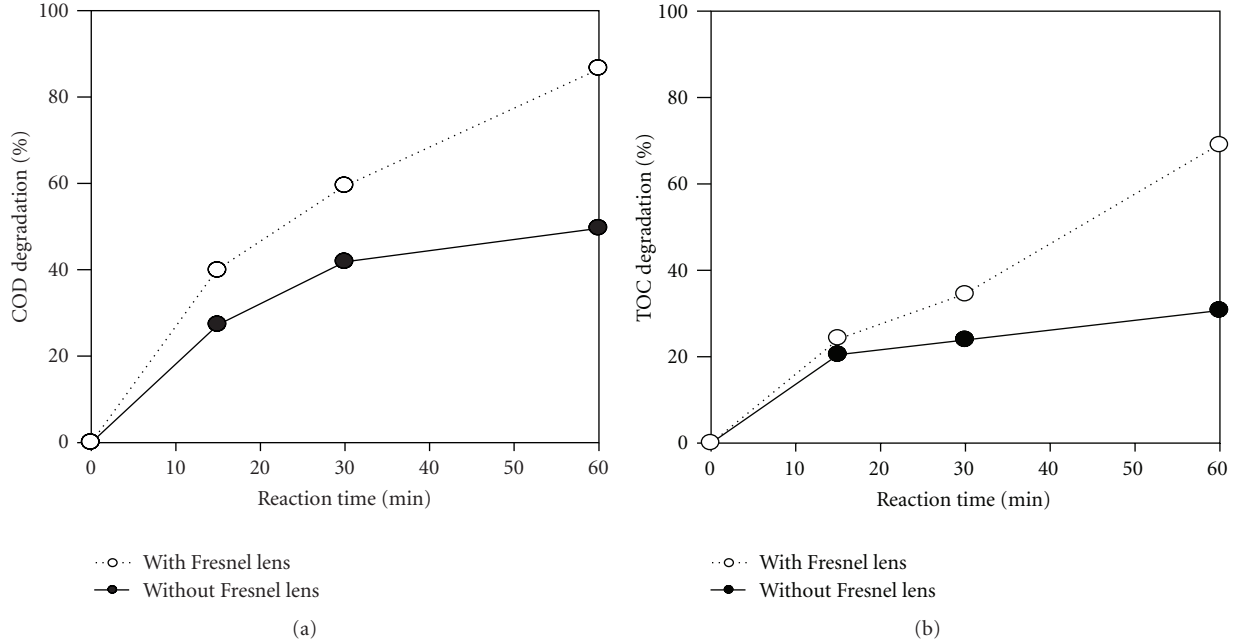 100
80
60
40
20
0
COD degradation (%)
0 10 20 30 40 50 60
Reaction time (min)
With Fresnel lens
Without Fresnel lens
(a)
100
80
60
40
20
0
TOC degradation (%)
0 10 20 30 40 50 60
Reaction time (min)
With Fresnel lens
Without Fresnel lens
(b)